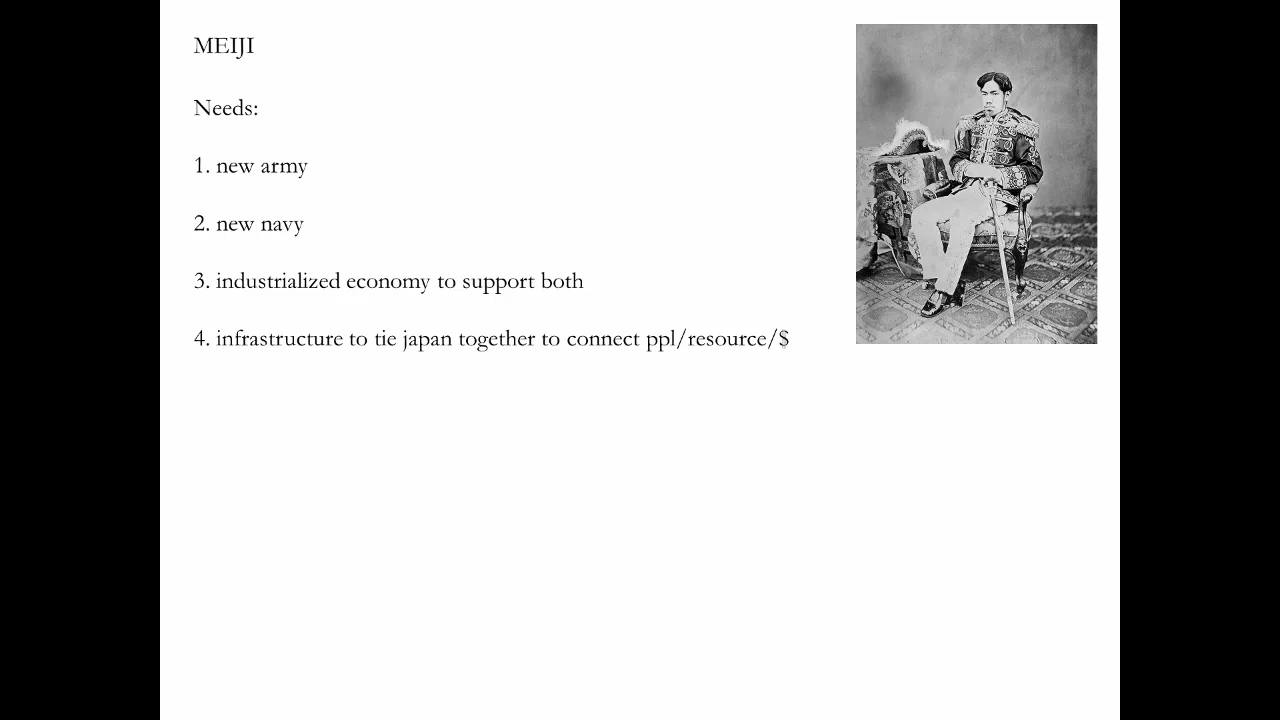 MEIJI
Needs:
1. new army
2. new navy
3. industrialized economy to support both
4. infrastructure to tie japan together to connect ppl/resource/$